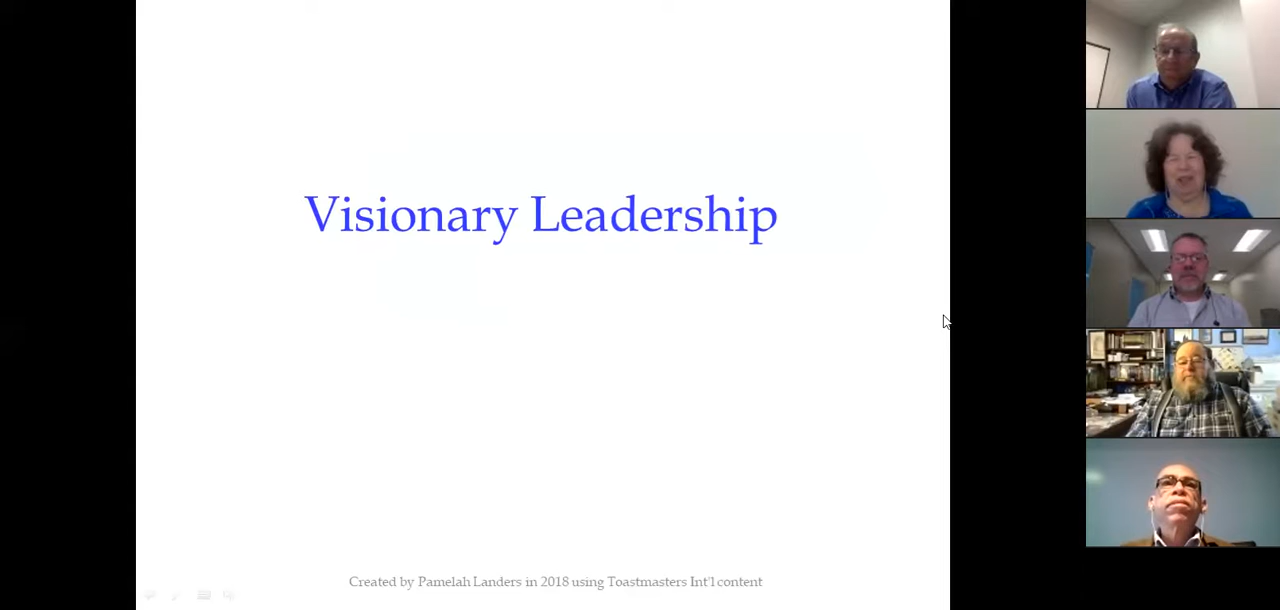 Visionary Leadership
Created by Pamelah Landers in 2018 using Toastmasters Int'l content